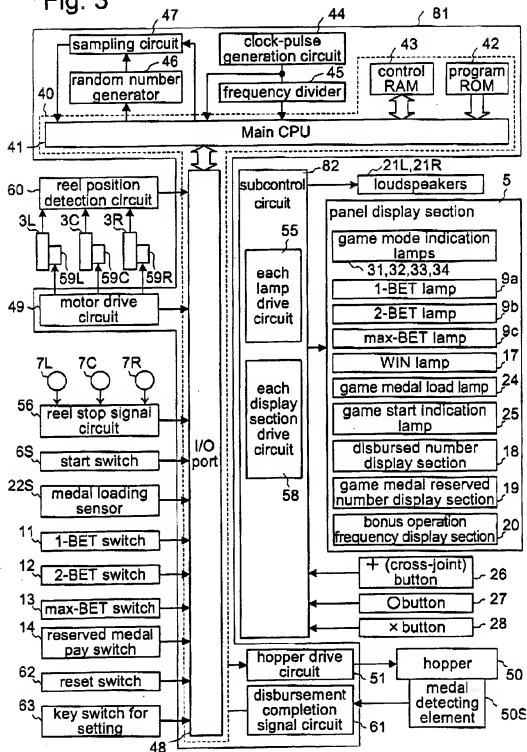 Fig. 3
47
44
81
sampling circuit
clock-pulse generation circuit
43
42
46
45
random number generator
frequency divider
control RAM
program ROM
40
Main CPU
41
82
21L, 21R
60
reel position detection circuit
subcontrol circuit
loudspeakers
5
3L
3C
3R
panel display section
55
game mode indication lamps
59L
59C
59R
each lamp drive circuit
31,32,33,34
9a
1-BET lamp
49
motor drive circuit
9b
2-BET lamp
9c
max-BET lamp
7L
7C
7R
17
WIN lamp
24
game medal load lamp
56
reel stop signal circuit
each display section drive circuit
25
game start indication lamp
6S
start switch
I/O port
18
disbursed number display section
22S
medal loading sensor
58
19
game medal reserved number display section
11
1-BET switch
20
bonus operation frequency display section
12
2-BET switch
+ (cross-joint) button
26
13
max-BET switch
○ button
27
14
reserved medal pay switch
× button
28
62
reset switch
hopper drive circuit
51
hopper
50
63
key switch for setting
disbursement completion signal circuit
61
medal detecting element
50S
48